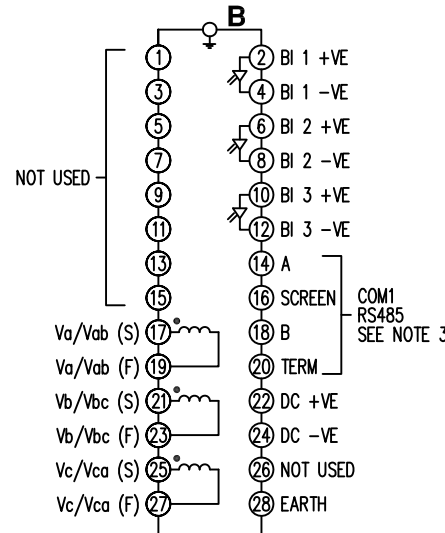 B
1 2 BI 1 +VE
3 4 BI 1 -VE
5 6 BI 2 +VE
7 8 BI 2 -VE
NOT USED
9 10 BI 3 +VE
11 12 BI 3 -VE
13 14 A
15 16 SCREEN
COM1
RS485
SEE NOTE 3
Va/Vab (S) 17 18 B
Va/Vab (F) 19 20 TERM
Vb/Vbc (S) 21 22 DC +VE
Vb/Vbc (F) 23 24 DC -VE
Vc/Vca (S) 25 26 NOT USED
Vc/Vca (F) 27 28 EARTH